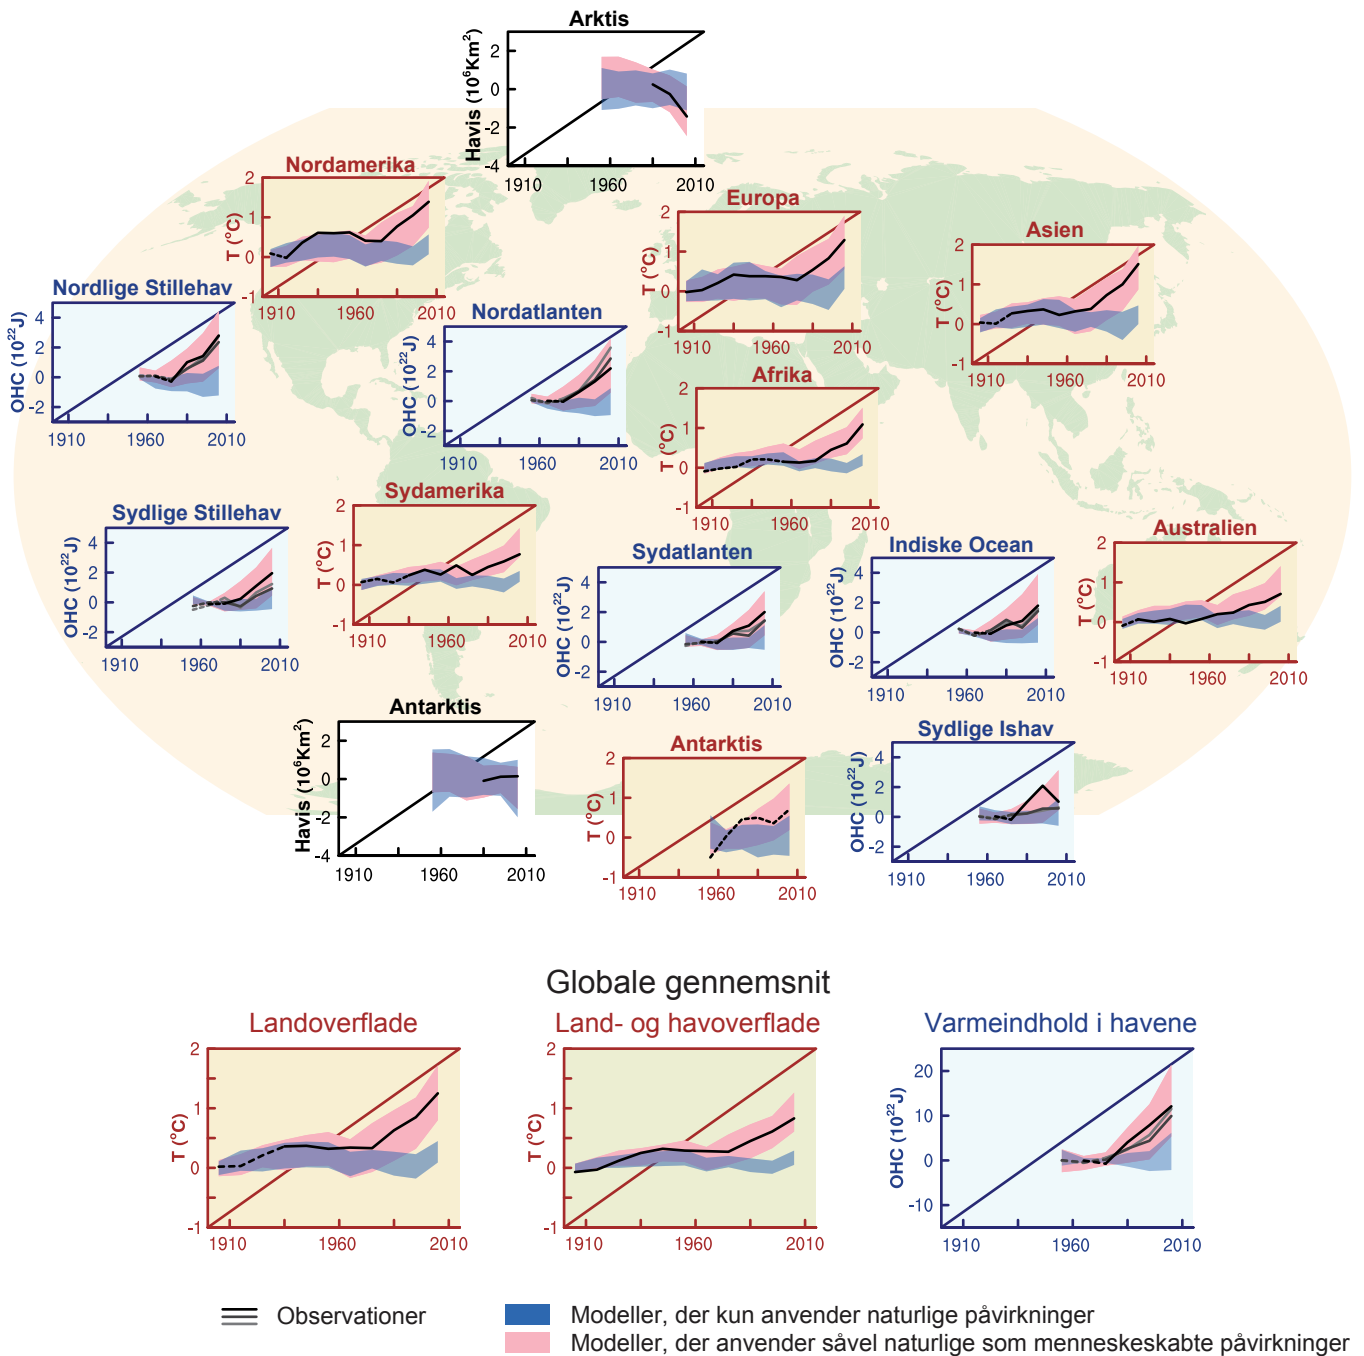 Arktis
Havis (10⁶Km²)
2
0
-2
-4
1910 1960 2010
Nordamerika
T (°C)
2
1
0
-1
1910 1960 2010
Europa
T (°C)
2
1
0
-1
1910 1960 2010
Asien
T (°C)
2
1
0
-1
1910 1960 2010
Nordlige Stillehav
OHC (10²²J)
4
2
0
-2
1910 1960 2010
Nordatlanten
OHC (10²²J)
4
2
0
-2
1910 1960 2010
Afrika
T (°C)
2
1
0
-1
1910 1960 2010
Sydlige Stillehav
OHC (10²²J)
4
2
0
-2
1910 1960 2010
Sydamerika
T (°C)
2
1
0
-1
1910 1960 2010
Sydatlanten
OHC (10²²J)
4
2
0
-2
1910 1960 2010
Indiske Ocean
OHC (10²²J)
4
2
0
-2
1910 1960 2010
Australien
T (°C)
2
1
0
-1
1910 1960 2010
Antarktis
Havis (10⁶Km²)
2
0
-2
-4
1910 1960 2010
Antarktis
T (°C)
2
1
0
-1
1910 1960 2010
Sydlige Ishav
OHC (10²²J)
4
2
0
-2
1910 1960 2010
Globale gennemsnit
Landoverflade
T (°C)
2
1
0
-1
1910 1960 2010
Land- og havoverflade
T (°C)
2
1
0
-1
1910 1960 2010
Varmeindhold i havene
OHC (10²²J)
20
10
0
-10
1910 1960 2010
Observationer
Modeller, der kun anvender naturlige påvirkninger
Modeller, der anvender såvel naturlige som menneskeskabte påvirkninger